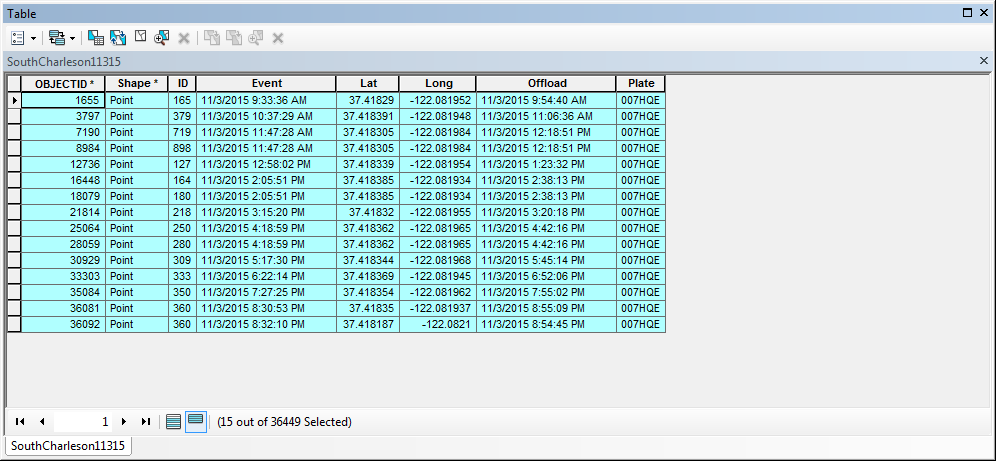 Table
SouthCharleson11315
OBJECTID * Shape * ID Event Lat Long Offload Plate
1655 Point 165 11/3/2015 9:33:36 AM 37.41829 -122.081952 11/3/2015 9:54:40 AM 007HQE
3797 Point 379 11/3/2015 10:37:29 AM 37.418391 -122.081948 11/3/2015 11:06:36 AM 007HQE
7190 Point 719 11/3/2015 11:47:28 AM 37.418305 -122.081984 11/3/2015 12:18:51 PM 007HQE
8984 Point 898 11/3/2015 11:47:28 AM 37.418305 -122.081984 11/3/2015 12:18:51 PM 007HQE
12736 Point 127 11/3/2015 12:58:02 PM 37.418339 -122.081954 11/3/2015 1:23:32 PM 007HQE
16448 Point 164 11/3/2015 2:05:51 PM 37.418385 -122.081934 11/3/2015 2:38:13 PM 007HQE
18079 Point 180 11/3/2015 2:05:51 PM 37.418385 -122.081934 11/3/2015 2:38:13 PM 007HQE
21814 Point 218 11/3/2015 3:15:20 PM 37.41832 -122.081955 11/3/2015 3:20:18 PM 007HQE
25064 Point 250 11/3/2015 4:18:59 PM 37.418362 -122.081965 11/3/2015 4:42:16 PM 007HQE
28059 Point 280 11/3/2015 4:18:59 PM 37.418362 -122.081965 11/3/2015 4:42:16 PM 007HQE
30929 Point 309 11/3/2015 5:17:30 PM 37.418344 -122.081968 11/3/2015 5:45:14 PM 007HQE
33303 Point 333 11/3/2015 6:22:14 PM 37.418369 -122.081945 11/3/2015 6:52:06 PM 007HQE
35084 Point 350 11/3/2015 7:27:25 PM 37.418354 -122.081962 11/3/2015 7:55:02 PM 007HQE
36081 Point 360 11/3/2015 8:30:53 PM 37.41835 -122.081937 11/3/2015 8:55:09 PM 007HQE
36092 Point 360 11/3/2015 8:32:10 PM 37.418187 -122.0821 11/3/2015 8:54:45 PM 007HQE
1 (15 out of 36449 Selected)
SouthCharleson11315